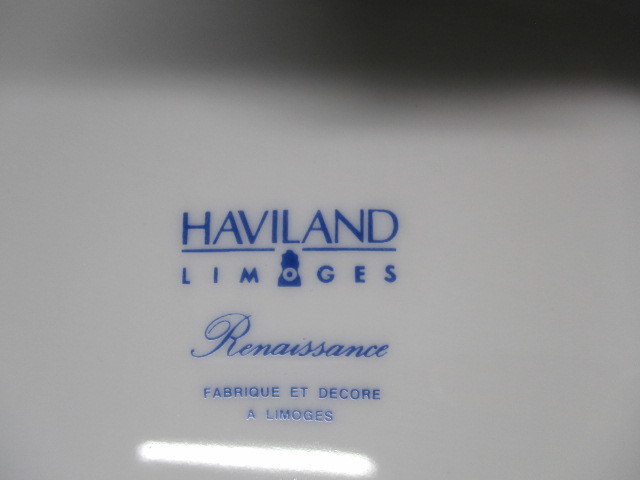 HAVILAND
LIMOGES
Renaissance
FABRIQUE ET DECORE
A LIMOGES